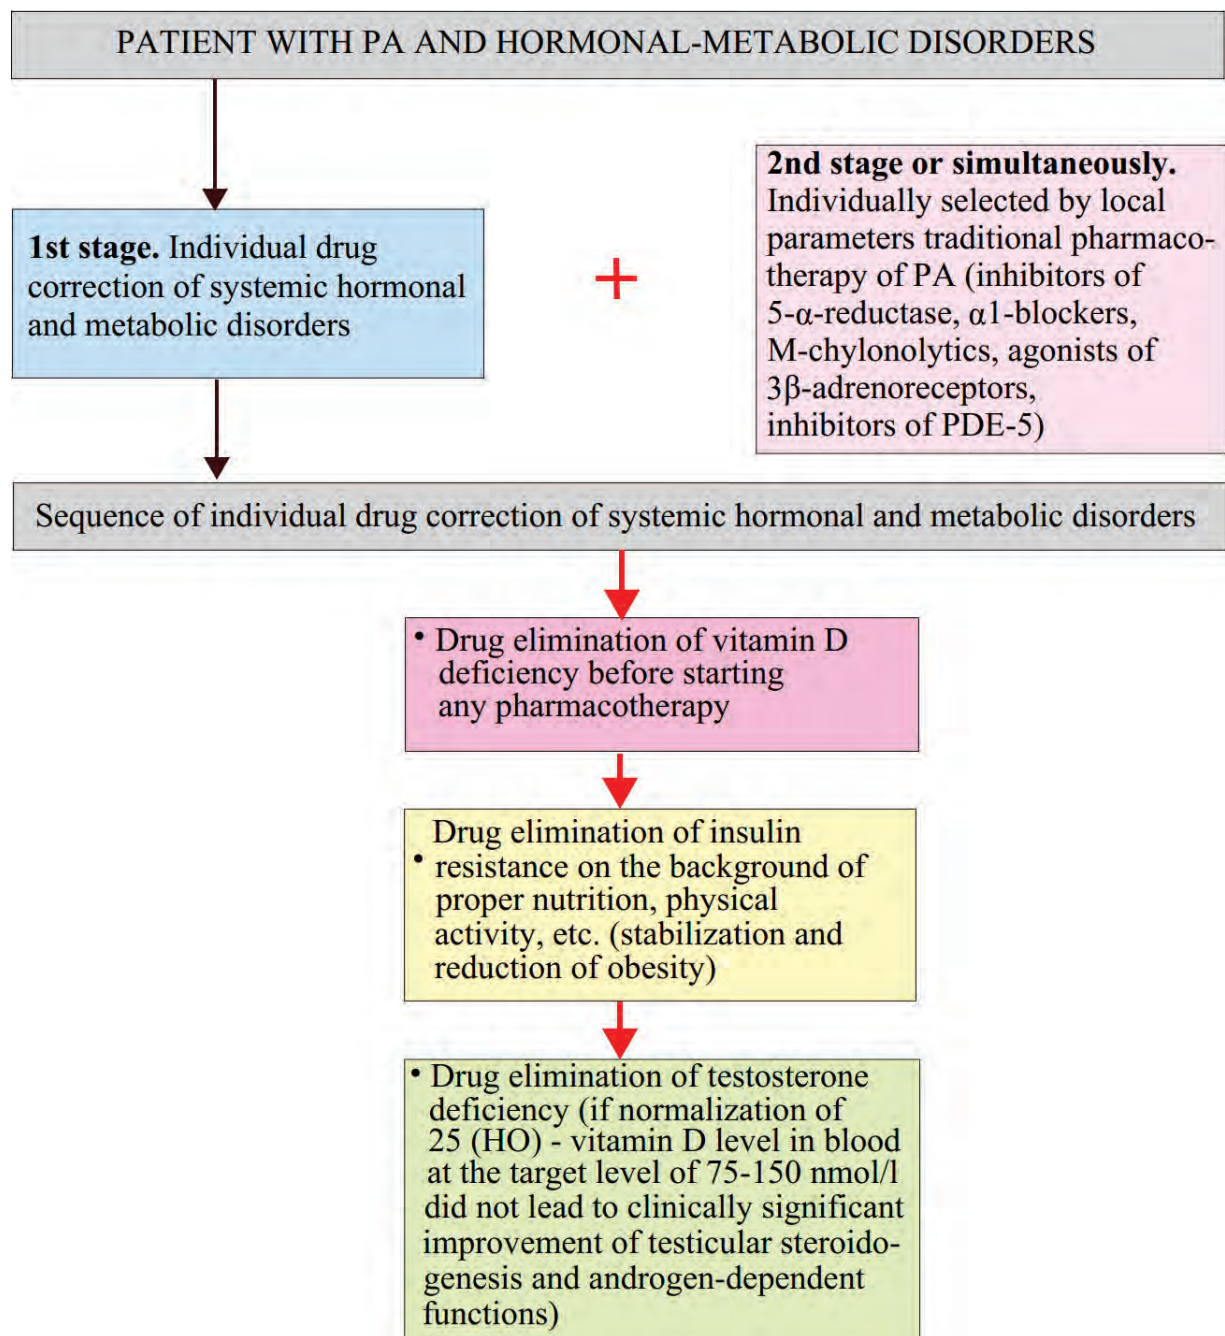 PATIENT WITH PA AND HORMONAL-METABOLIC DISORDERS
1st stage. Individual drug
correction of systemic hormonal
and metabolic disorders
+
2nd stage or simultaneously.
Individually selected by local
parameters traditional pharmaco-
therapy of PA (inhibitors of
5-α-reductase, α1-blockers,
M-chylonolytics, agonists of
3β-adrenoreceptors,
inhibitors of PDE-5)
Sequence of individual drug correction of systemic hormonal and metabolic disorders
• Drug elimination of vitamin D
deficiency before starting
any pharmacotherapy
Drug elimination of insulin
• resistance on the background of
proper nutrition, physical
activity, etc. (stabilization and
reduction of obesity)
• Drug elimination of testosterone
deficiency (if normalization of
25 (HO) - vitamin D level in blood
at the target level of 75-150 nmol/l
did not lead to clinically significant
improvement of testicular steroido-
genesis and androgen-dependent
functions)